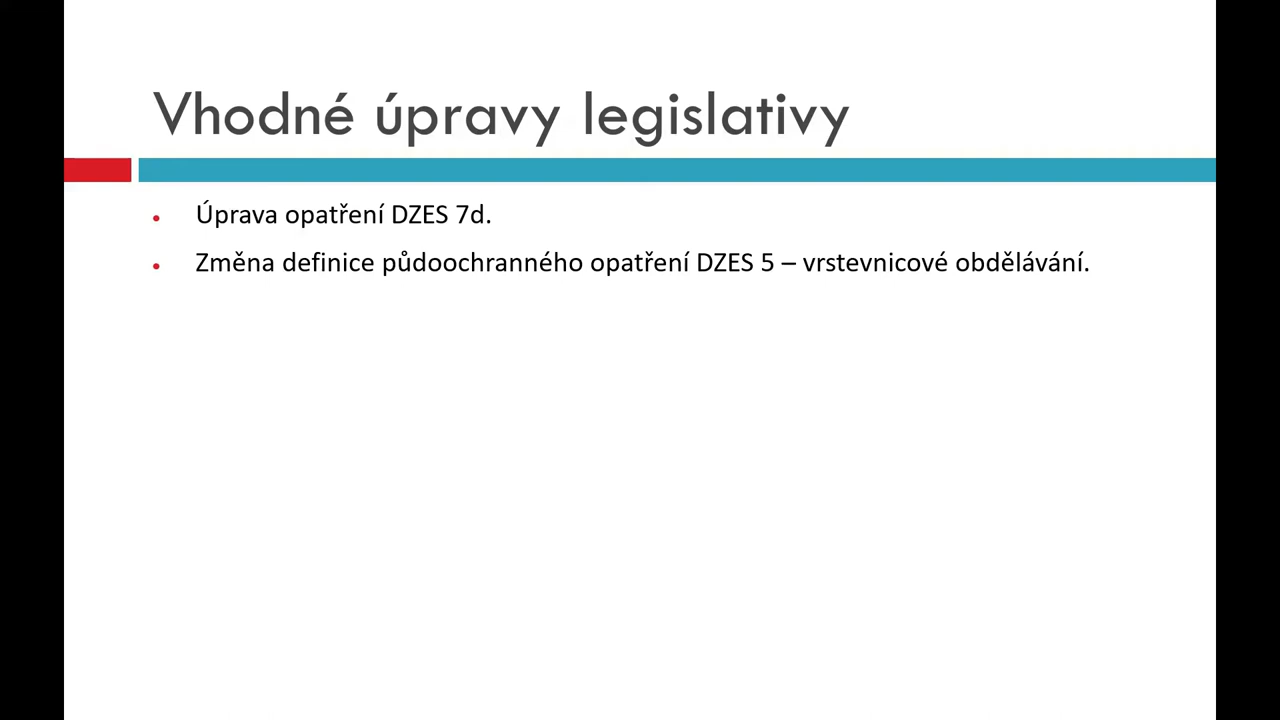 Vhodné úpravy legislativy
• Úprava opatření DZES 7d.
• Změna definice půdoochranného opatření DZES 5 – vrstevnicové obdělávání.